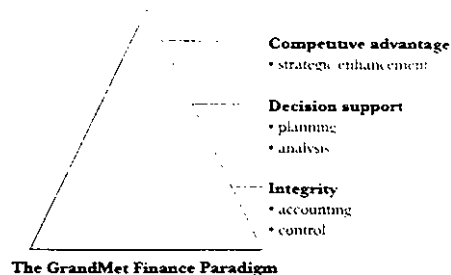 Competitive advantage
• strategic enhancement
Decision support
• planning
• analysis
Integrity
• accounting
• control
The GrandMet Finance Paradigm